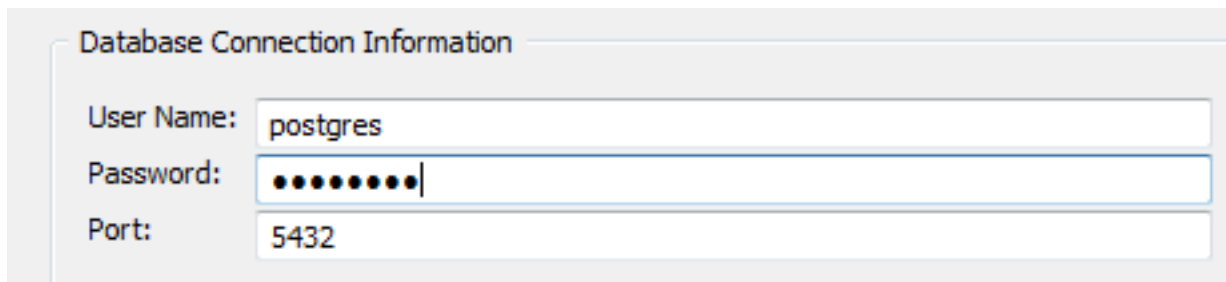 Database Connection Information
User Name: postgres
Password: ●●●●●●●●
Port: 5432